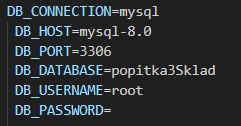 DB_CONNECTION=mysql
DB_HOST=mysql-8.0
DB_PORT=3306
DB_DATABASE=popitka3Sklad
DB_USERNAME=root
DB_PASSWORD=